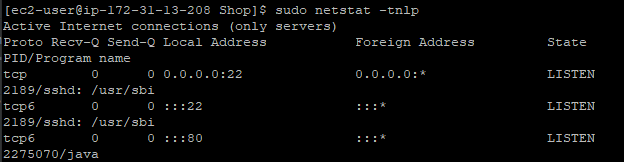 [ec2-user@ip-172-31-13-208 Shop]$ sudo netstat -tnlp
Active Internet connections (only servers)
Proto Recv-Q Send-Q Local Address           Foreign Address         State
PID/Program name
tcp        0      0 0.0.0.0:22              0.0.0.0:*               LISTEN
2189/sshd: /usr/sbi
tcp6       0      0 :::22                   :::*                    LISTEN
2189/sshd: /usr/sbi
tcp6       0      0 :::80                   :::*                    LISTEN
2275070/java